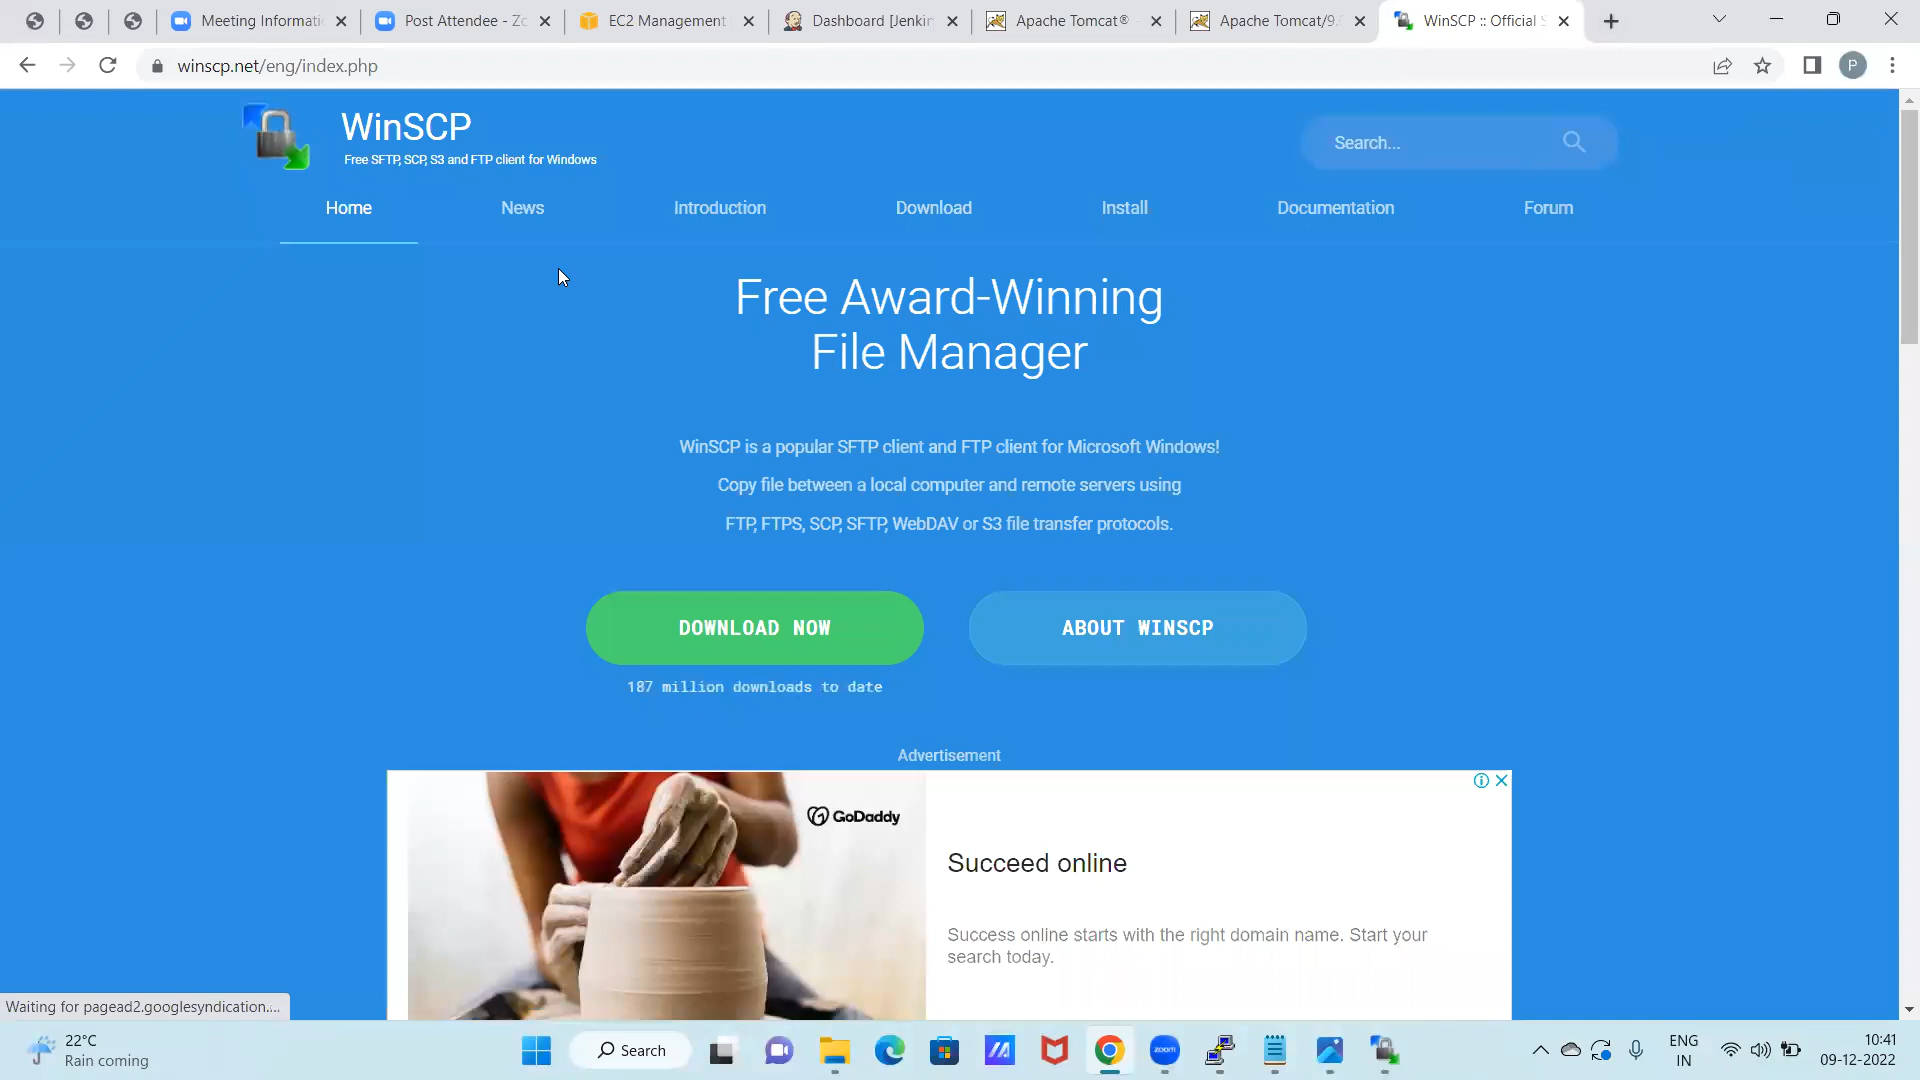 Meeting Informati
Post Attendee - Zo
EC2 Management
Dashboard [Jenkin
Apache Tomcat® -
Apache Tomcat/9.
WinSCP :: Official S
winscp.net/eng/index.php
P
WinSCP
Free SFTP, SCP, S3 and FTP client for Windows
Search...
Home
News
Introduction
Download
Install
Documentation
Forum
Free Award-Winning
File Manager
WinSCP is a popular SFTP client and FTP client for Microsoft Windows!
Copy file between a local computer and remote servers using
FTP, FTPS, SCP, SFTP, WebDAV or S3 file transfer protocols.
DOWNLOAD NOW
ABOUT WINSCP
187 million downloads to date
Advertisement
GoDaddy
Succeed online
Success online starts with the right domain name. Start your
search today.
Waiting for pagead2.googlesyndication....
22°C
Rain coming
Search
zoom
ENG
IN
10:41
09-12-2022